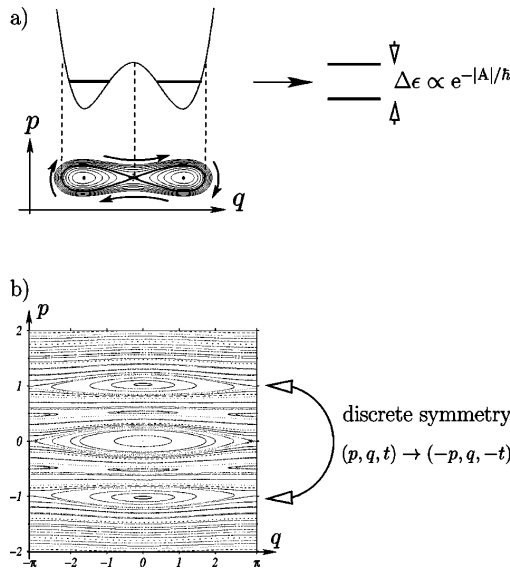 a)
Δϵ ∝ e^{-|A|/ħ}
p
q
b)
p
2
1
0
-1
-2
discrete symmetry
(p, q, t) → (-p, q, -t)
-π -2 -1 0 1 2 π
q